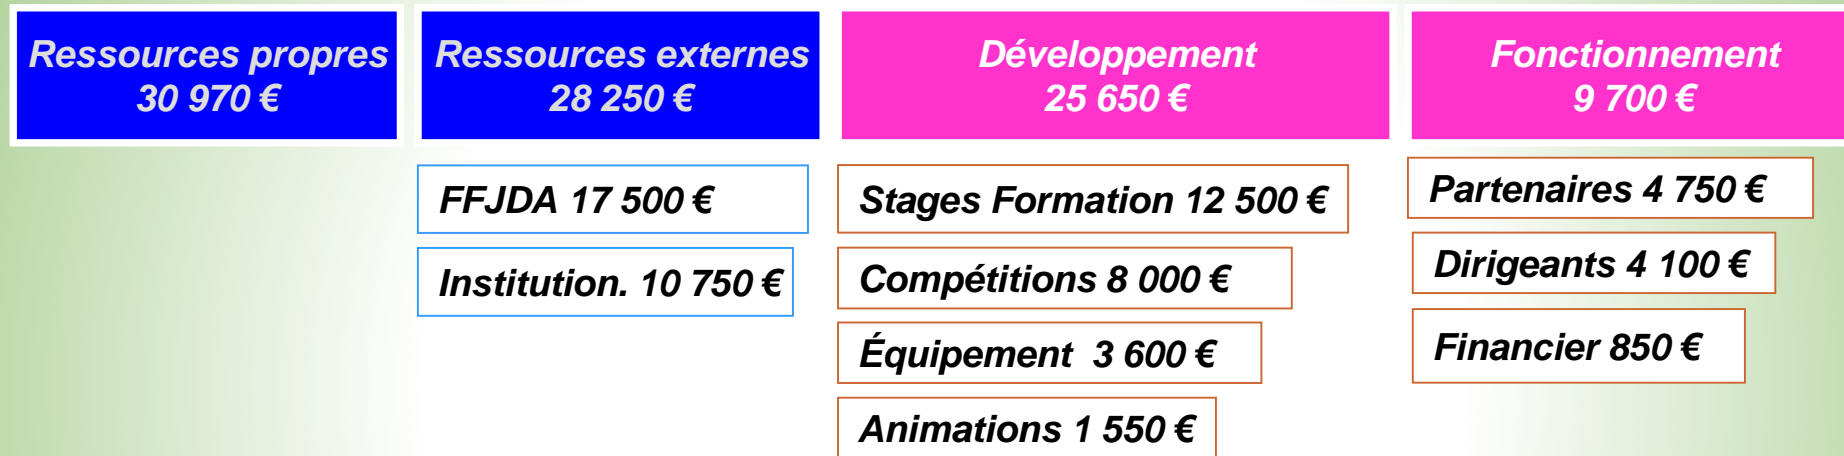 Ressources propres
30 970 €
Ressources externes
28 250 €
Développement
25 650 €
Fonctionnement
9 700 €
FFJDA 17 500 €
Institution. 10 750 €
Stages Formation 12 500 €
Compétitions 8 000 €
Équipement  3 600 €
Animations 1 550 €
Partenaires 4 750 €
Dirigeants 4 100 €
Financier 850 €